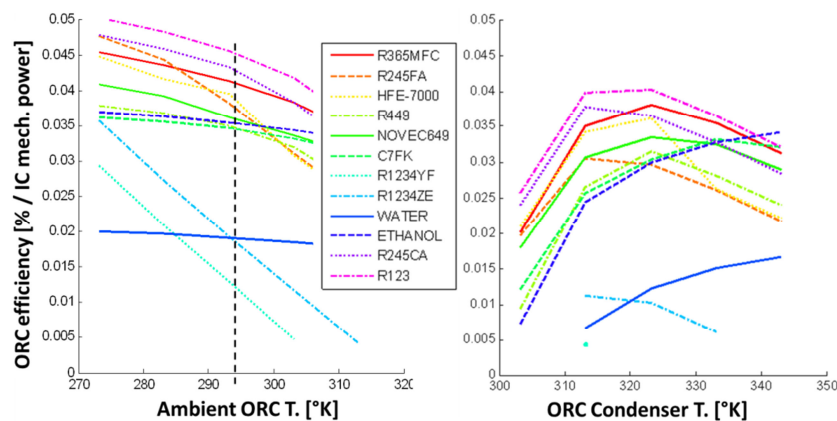 ORC efficiency [% / IC mech. power]
0.05
0.045
0.04
0.035
0.03
0.025
0.02
0.015
0.01
0.005
0
270
280
290
300
310
320
Ambient ORC T. [°K]
R365MFC
R245FA
HFE-7000
R449
NOVEC649
C7FK
R1234YF
R1234ZE
WATER
ETHANOL
R245CA
R123
0.05
0.045
0.04
0.035
0.03
0.025
0.02
0.015
0.01
0.005
0
300
310
320
330
340
350
ORC Condenser T. [°K]